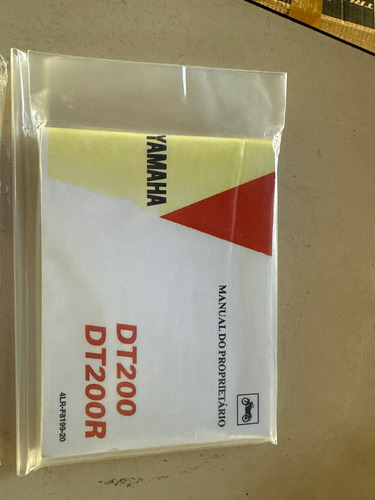 YAMAHA
MANUAL DO PROPRIETÁRIO
DT200
DT200R
4LR-F8199-20